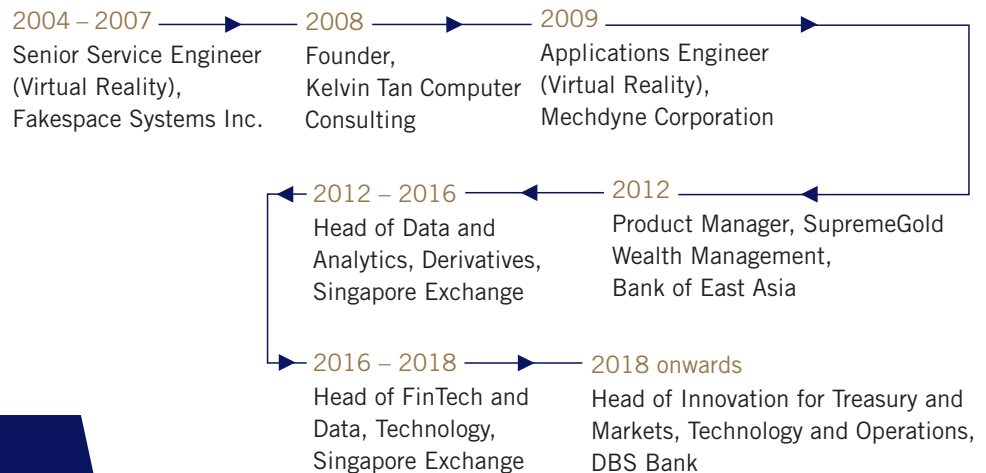 2004 – 2007
Senior Service Engineer
(Virtual Reality),
Fakespace Systems Inc.
2008
Founder,
Kelvin Tan Computer
Consulting
2009
Applications Engineer
(Virtual Reality),
Mechdyne Corporation
2012
Product Manager, SupremeGold
Wealth Management,
Bank of East Asia
2012 – 2016
Head of Data and
Analytics, Derivatives,
Singapore Exchange
2016 – 2018
Head of FinTech and
Data, Technology,
Singapore Exchange
2018 onwards
Head of Innovation for Treasury and
Markets, Technology and Operations,
DBS Bank